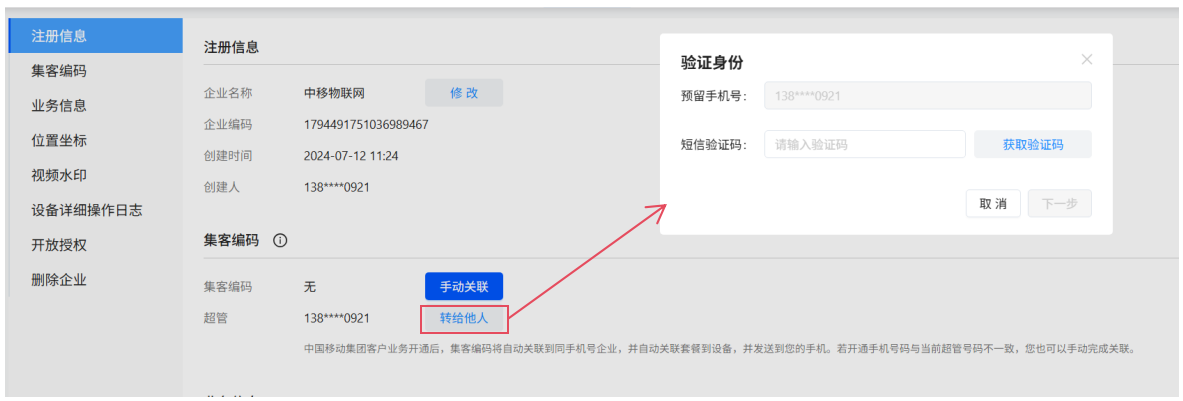 注册信息
集客编码
业务信息
位置坐标
视频水印
设备详细操作日志
开放授权
删除企业
注册信息
企业名称 中移物联网 修 改
企业编码 1794491751036989467
创建时间 2024-07-12 11:24
创建人 138****0921
集客编码
集客编码 无 手动关联
超管 138****0921 转给他人
中国移动集团客户业务开通后，集客编码将自动关联到同手机号企业，并自动关联套餐到设备，并发送到您的手机。若开通手机号码与当前超管号码不一致，您也可以手动完成关联。
验证身份
预留手机号： 138****0921
短信验证码： 请输入验证码 获取验证码
取 消 下一步